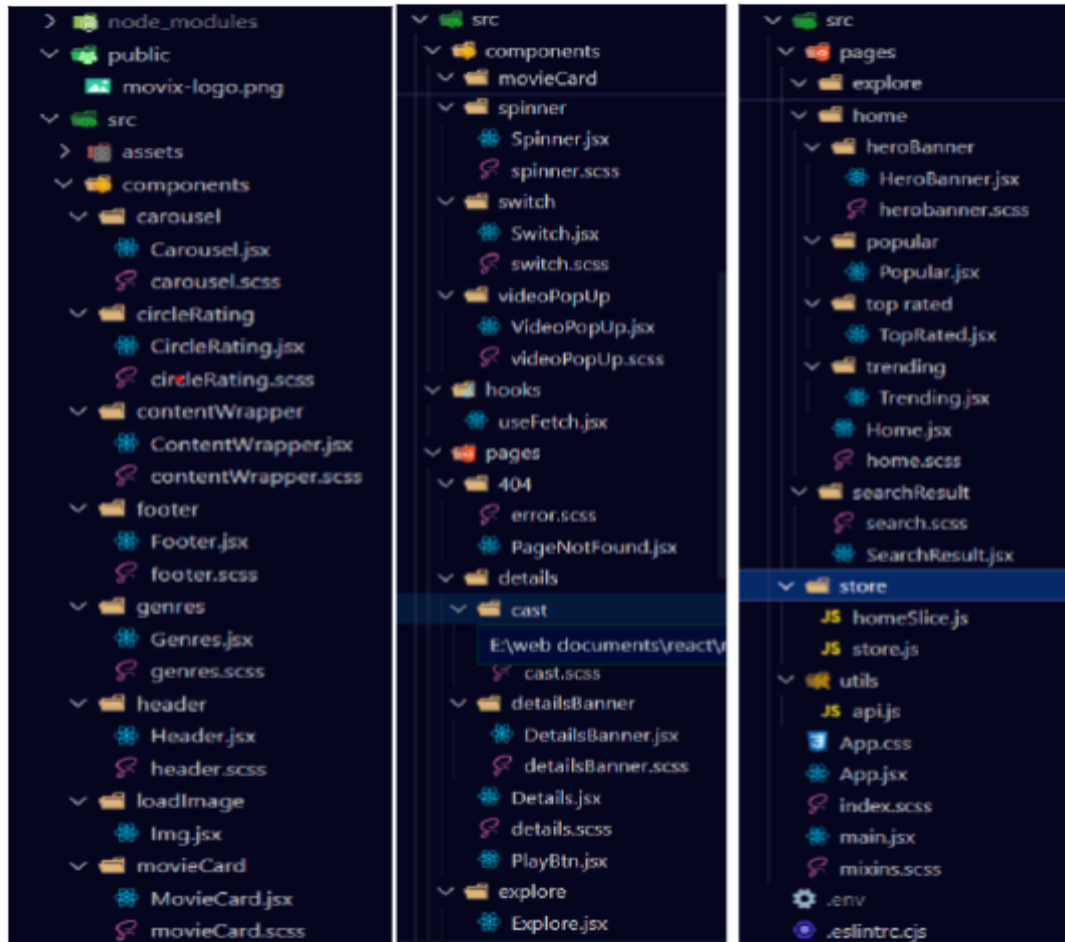 node_modules
public
movix-logo.png
src
assets
components
carousel
Carousel.jsx
carousel.scss
circleRating
CircleRating.jsx
circleRating.scss
contentWrapper
ContentWrapper.jsx
contentWrapper.scss
footer
Footer.jsx
footer.scss
genres
Genres.jsx
genres.scss
header
Header.jsx
header.scss
loadImage
Img.jsx
movieCard
MovieCard.jsx
movieCard.scss
src
components
movieCard
spinner
Spinner.jsx
spinner.scss
switch
Switch.jsx
switch.scss
videoPopUp
VideoPopUp.jsx
videoPopUp.scss
hooks
useFetch.jsx
pages
404
error.scss
PageNotFound.jsx
details
cast
E:\web documents\react\
cast.scss
detailsBanner
DetailsBanner.jsx
detailsBanner.scss
Details.jsx
details.scss
PlayBtn.jsx
explore
Explore.jsx
src
pages
explore
home
heroBanner
HeroBanner.jsx
herobanner.scss
popular
Popular.jsx
top rated
TopRated.jsx
trending
Trending.jsx
Home.jsx
home.scss
searchResult
search.scss
SearchResult.jsx
store
JS homeSlice.js
JS store.js
utils
JS api.js
App.css
App.jsx
index.scss
main.jsx
mixins.scss
.env
.eslintrc.cjs